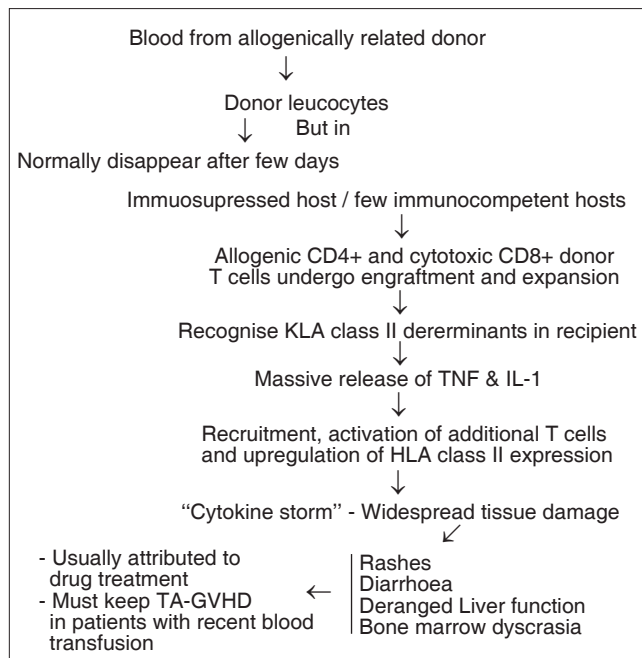 Blood from allogenically related donor
↓
Donor leucocytes
↓ But in
Normally disappear after few days
Immuosupressed host / few immunocompetent hosts
↓
Allogenic CD4+ and cytotoxic CD8+ donor
T cells undergo engraftment and expansion
↓
Recognise KLA class II dererminants in recipient
↓
Massive release of TNF & IL-1
↓
Recruitment, activation of additional T cells
and upregulation of HLA class II expression
↓
“Cytokine storm” - Widespread tissue damage
↙
Rashes
Diarrhoea
Deranged Liver function
Bone marrow dyscrasia
←
- Usually attributed to
drug treatment
- Must keep TA-GVHD
in patients with recent blood
transfusion